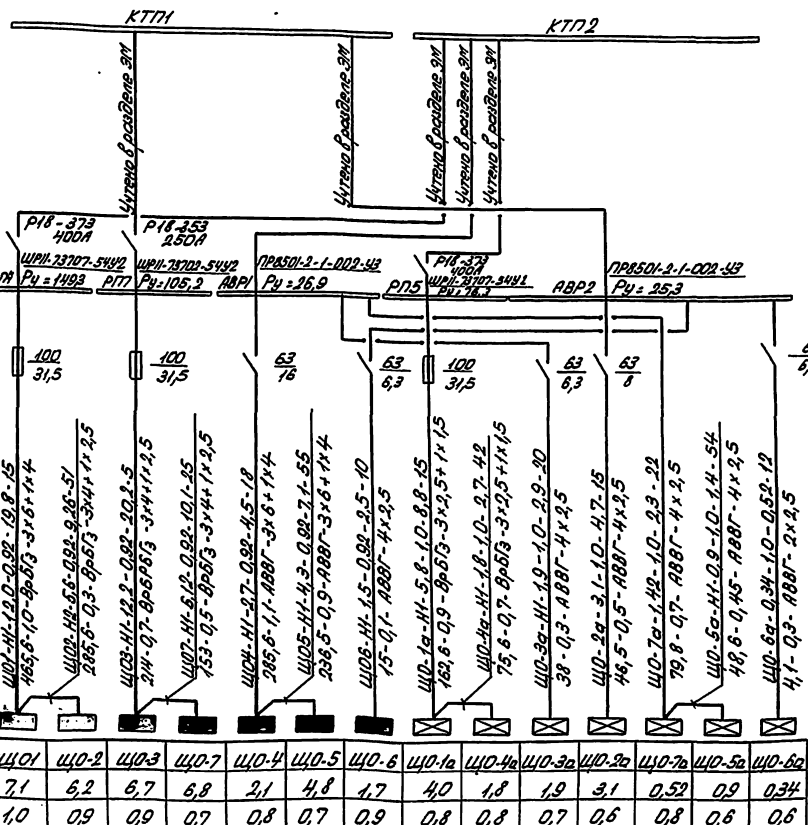 КТП1
КТП2
Учтено в разделе ЭМ
Учтено в разделе ЭМ
Учтено в разделе ЭМ
Учтено в разделе ЭМ
Учтено в разделе ЭМ
Р18-373
400А
Р18-353
250А
Р18-373
400А
ШР11-73707-54У2
Ру = 149,3
РП7
ШР11-73702-54У2
Ру=105,2
АВР1
ПР8501-2-1-002-У3
Ру = 26,9
РП5
ШР11-73707-54У2
Ру = 76,3
АВР2
ПР8501-2-1-002-У3
Ру = 25,3
100
31,5
100
31,5
63
16
63
6,3
100
31,5
63
6,3
63
8
ЩО1-Н1-12,0-0,92-19,8-15
463,6-1,0-ВрбГз-3х6+1х4
ЩО2-Н2-5,6-0,92-9,26-51
285,6-0,3-ВрбГз-3х4+1х2,5
ЩО3-Н1-12,2-0,92-20,2-5
214-0,7-ВрбГз-3х4+1х2,5
ЩО7-Н1-6,2-0,92-10,1-25
153-0,5-ВрбГз-3х4+1х2,5
ЩО4-Н1-2,7-0,92-4,5-18
285,6-1,1-АВВГ-3х6+1х4
ЩО5-Н1-4,3-0,92-7,1-55
236,5-0,9-АВВГ-3х6+1х4
ЩО6-Н1-1,5-0,92-2,5-10
15-0,1-АВВГ-4х2,5
ЩО-1а-Н1-5,8-1,0-8,8-15
162,6-0,9-ВрбГз-3х2,5+1х1,5
ЩО-4а-Н1-1,8-1,0-2,7-42
75,6-0,7-ВрбГз-3х2,5+1х1,5
ЩО-3а-Н1-1,9-1,0-2,9-20
38-0,3-АВВГ-4х2,5
ЩО-2а-3,1-1,0-4,7-15
46,5-0,5-АВВГ-4х2,5
ЩО-7а-1,42-1,0-2,3-22
79,8-0,7-АВВГ-4х2,5
ЩО-5а-Н1-0,9-1,0-1,4-54
48,6-0,45-АВВГ-4х2,5
ЩО-6а-0,34-1,0-0,52-12
4,1-0,3-АВВГ-2х2,5
ЩО1 ЩО-2 ЩО-3 ЩО-7 ЩО-4 ЩО-5 ЩО-6 ЩО-1а ЩО-4а ЩО-3а ЩО-2а ЩО-7а ЩО-5а ЩО-6а
7,1 6,2 6,7 6,8 2,1 4,8 1,7 4,0 1,8 1,9 3,1 0,52 0,9 0,34
1,0 0,9 0,9 0,7 0,8 0,7 0,9 0,8 0,8 0,7 0,6 0,8 0,6 0,6